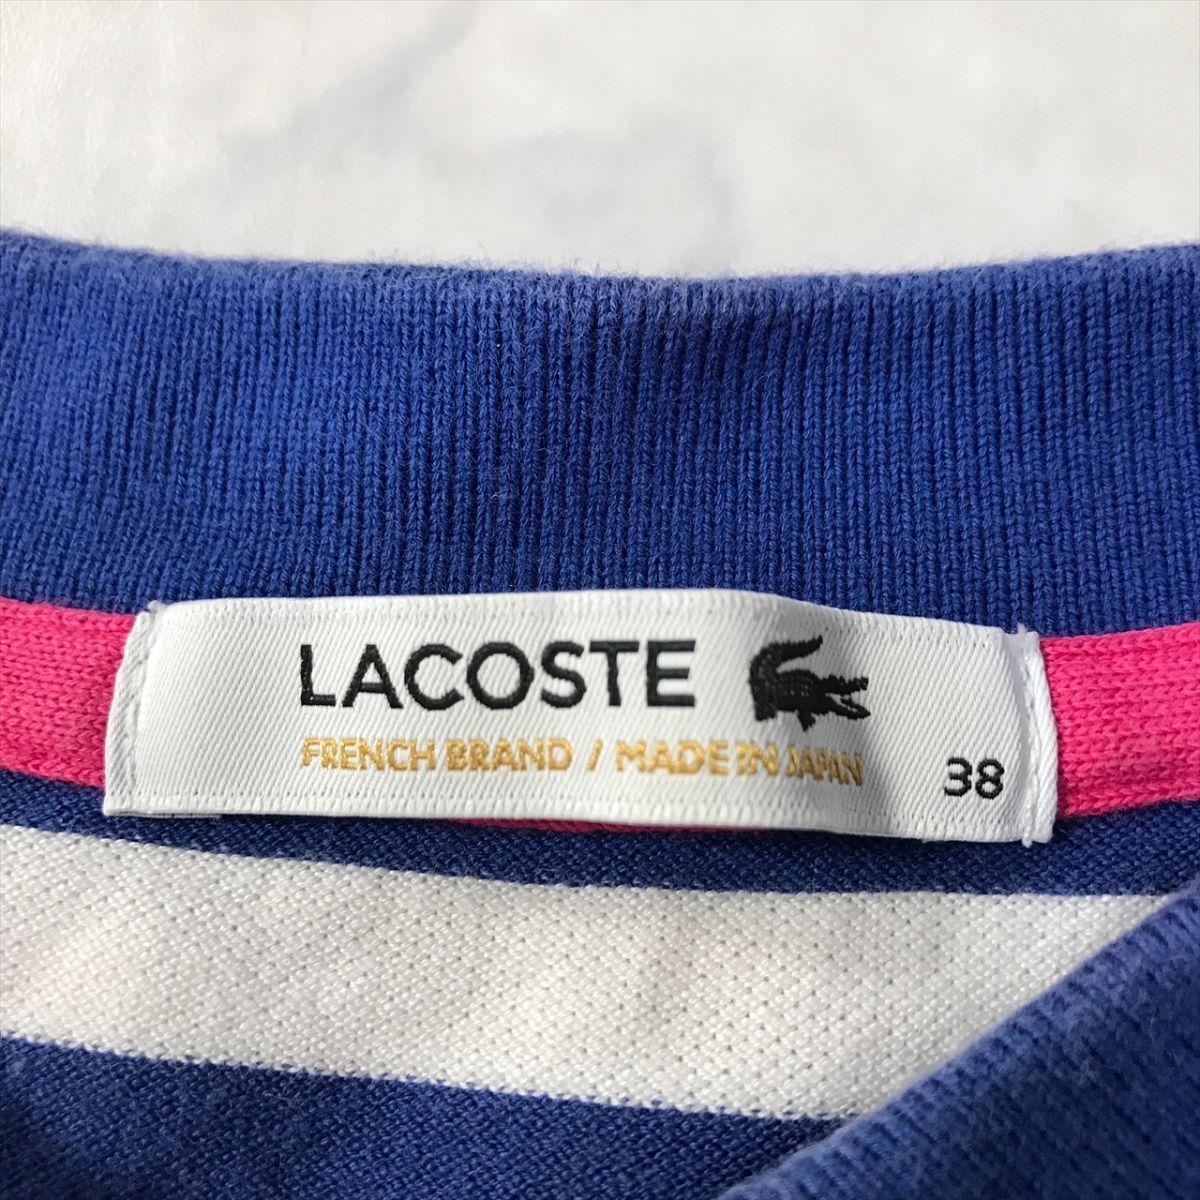 LACOSTE
FRENCH BRAND / MADE IN JAPAN
38